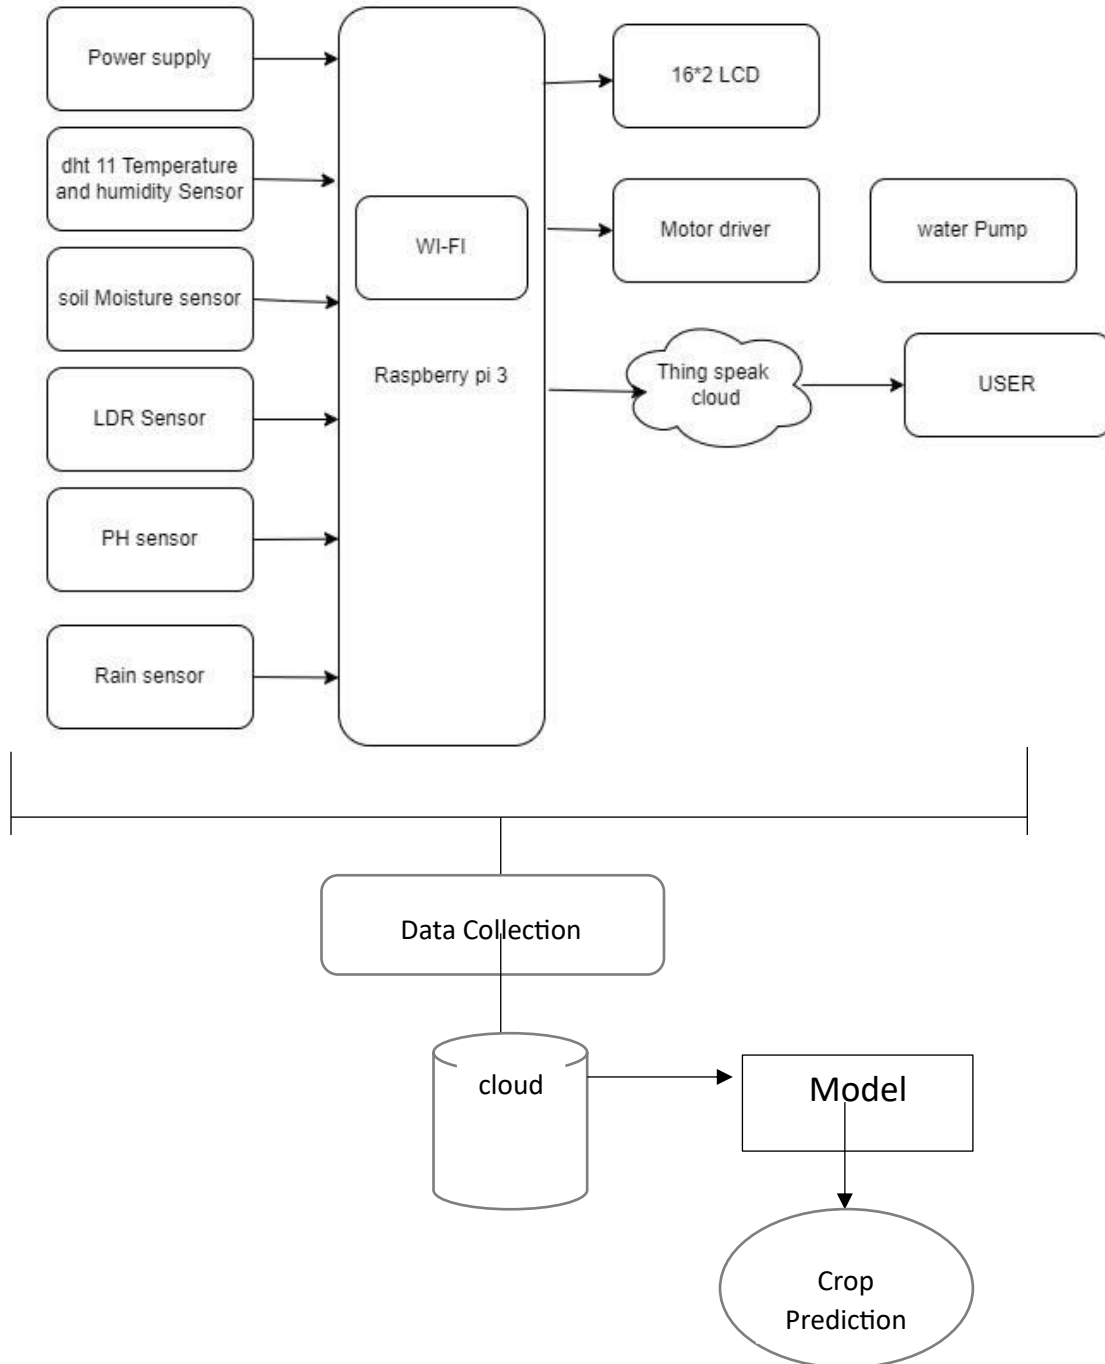 Power supply
dht 11 Temperature
and humidity Sensor
soil Moisture sensor
LDR Sensor
PH sensor
Rain sensor
WI-FI
Raspberry pi 3
16*2 LCD
Motor driver
water Pump
Thing speak
cloud
USER
Data Collection
cloud
Model
Crop
Prediction